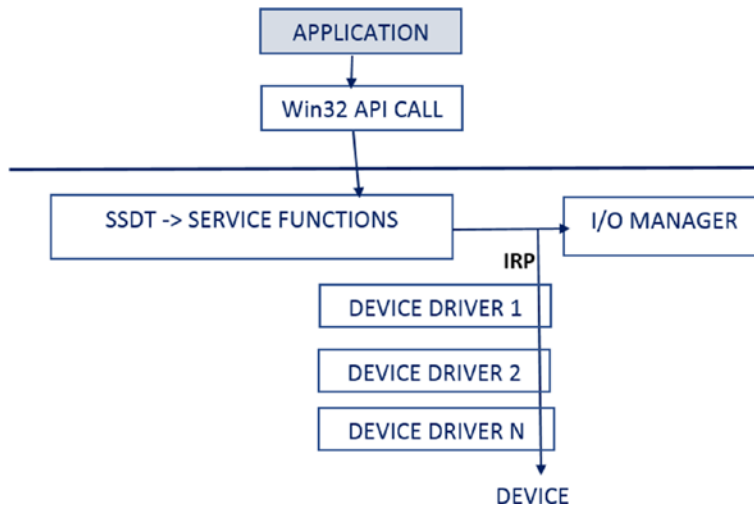 APPLICATION
Win32 API CALL
SSDT -> SERVICE FUNCTIONS
I/O MANAGER
IRP
DEVICE DRIVER 1
DEVICE DRIVER 2
DEVICE DRIVER N
DEVICE